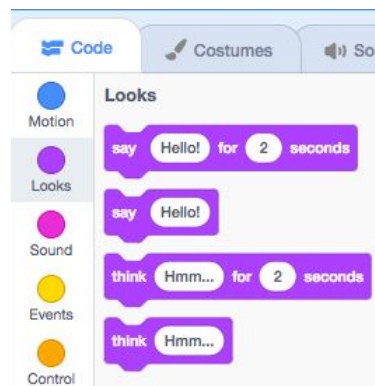 Code Costumes So
Looks
Motion
say Hello! for 2 seconds
Looks
say Hello!
Sound
think Hmm... for 2 seconds
Events
think Hmm...
Control